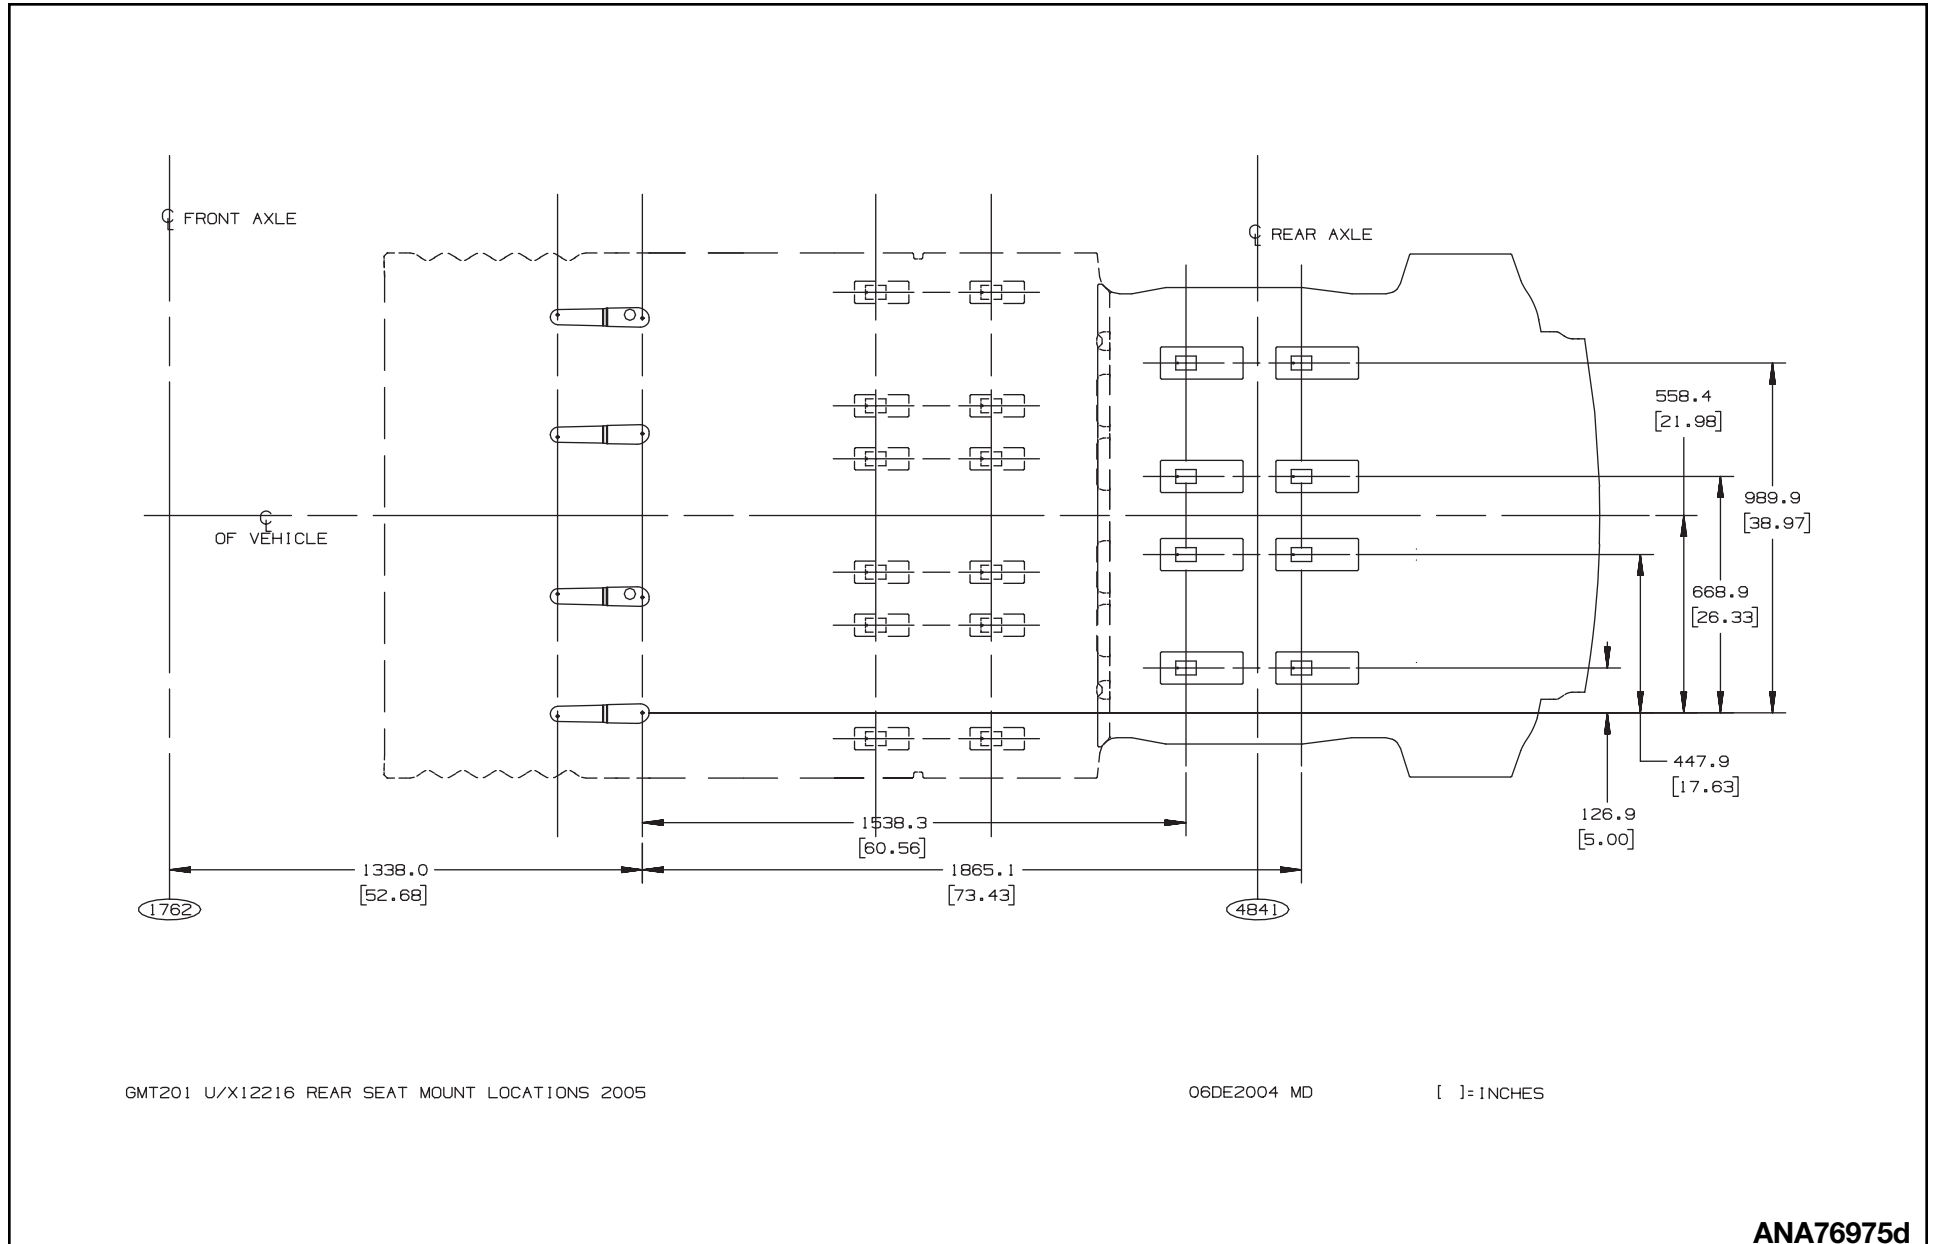 ℄ FRONT AXLE
℄ REAR AXLE
558.4
[21.98]
989.9
[38.97]
℄
OF VEHICLE
668.9
[26.33]
447.9
[17.63]
126.9
[5.00]
1538.3
[60.56]
1338.0
[52.68]
1865.1
[73.43]
1762
4841
GMT201 U/X12216 REAR SEAT MOUNT LOCATIONS 2005
06DE2004 MD
[ ]=INCHES
ANA76975d